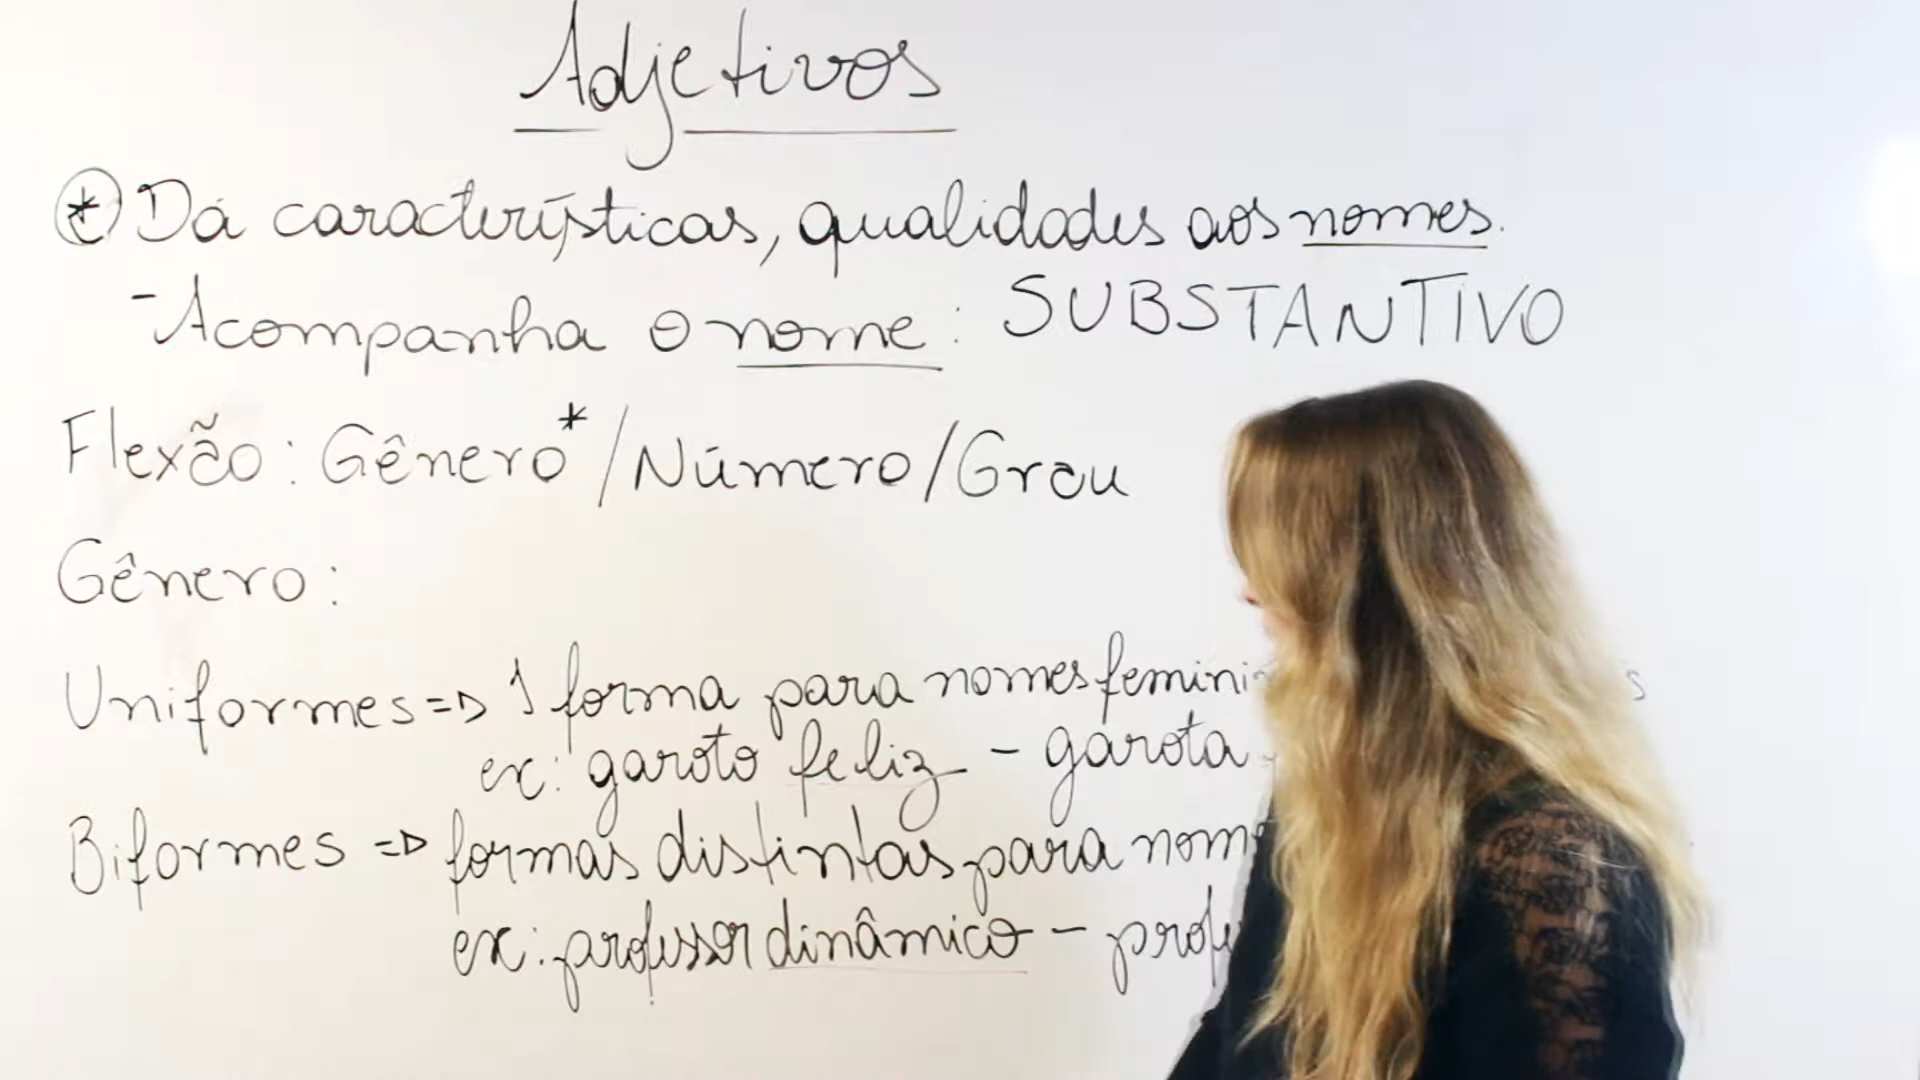 Adjetivos
* Dá características, qualidades aos nomes.
- Acompanha o nome: SUBSTANTIVO
Flexão: Gênero* / Número / Grau
Gênero:
Uniformes => 1 forma para nomes
ex: garoto feliz - garota
Biformes => formas distintas para
ex: professor dinâmico -